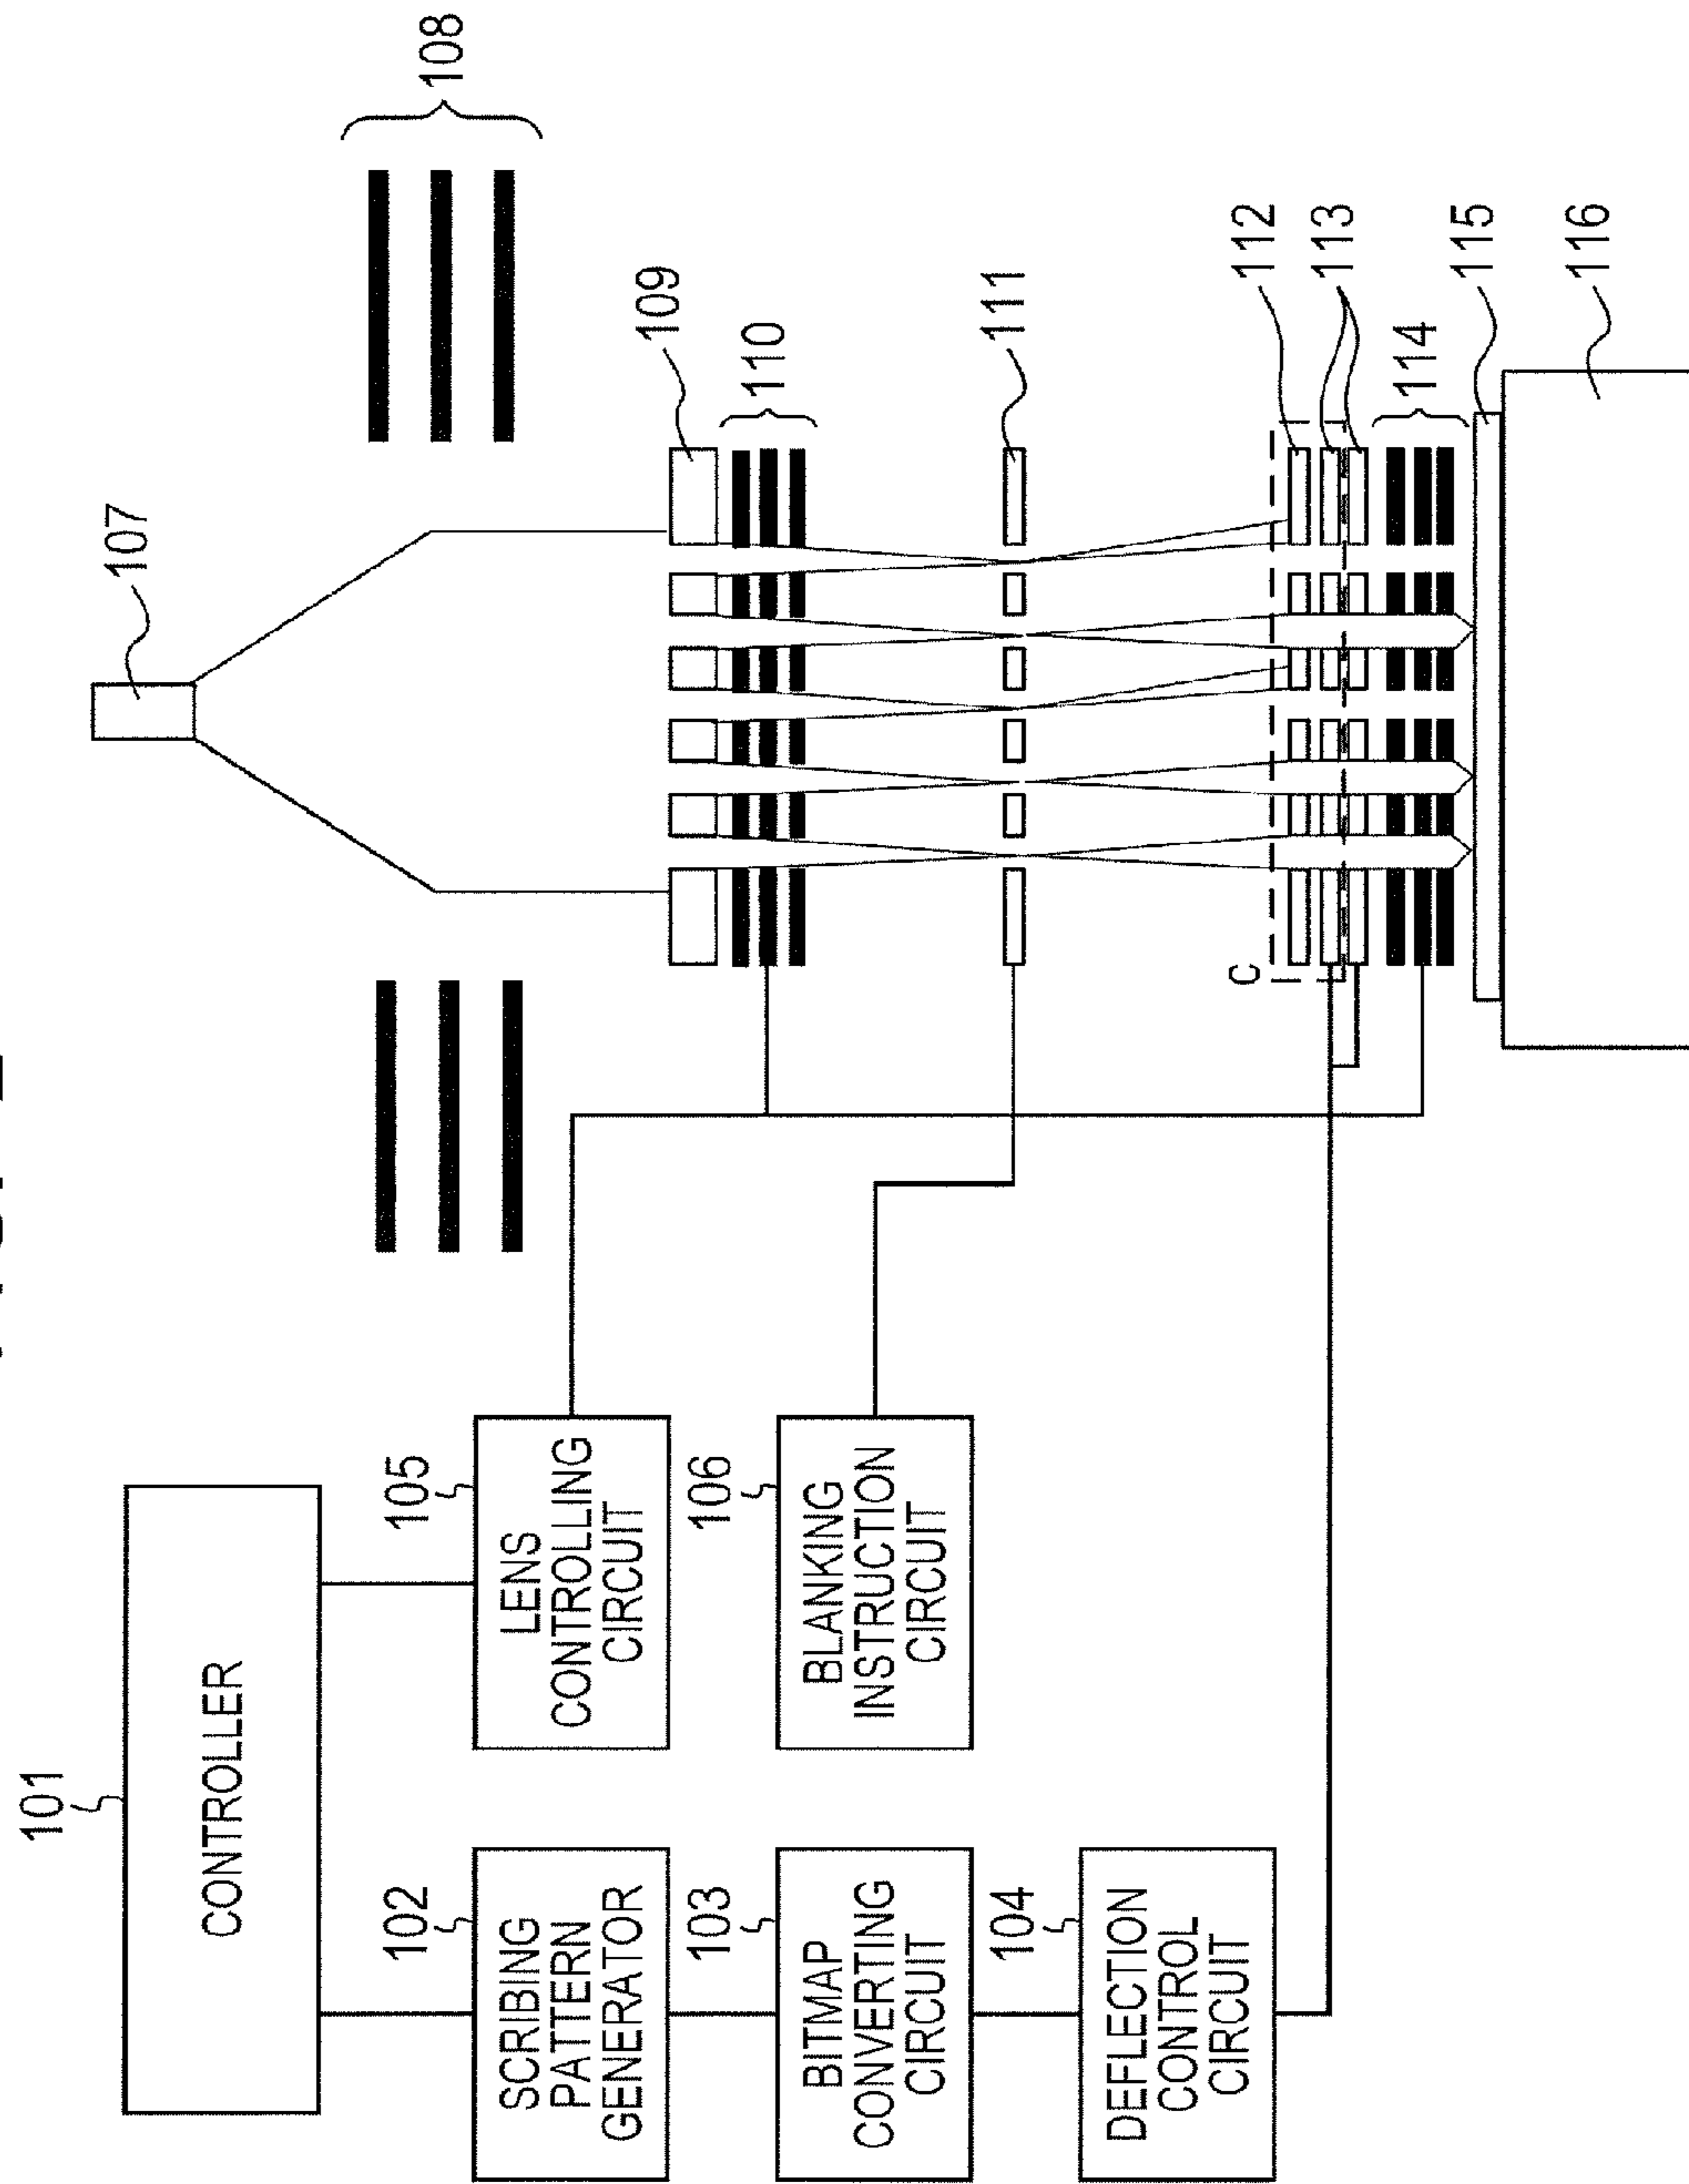 101
CONTROLLER
102
SCRIBING
PATTERN
GENERATOR
103
BITMAP
CONVERTING
CIRCUIT
104
DEFLECTION
CONTROL
CIRCUIT
105
LENS
CONTROLLING
CIRCUIT
106
BLANKING
INSTRUCTION
CIRCUIT
107
108
109
110
111
C
112
113
114
115
116